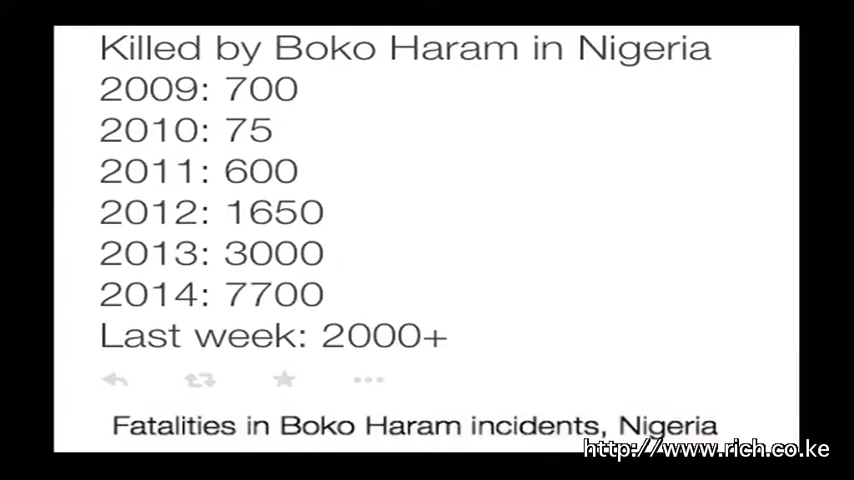 Killed by Boko Haram in Nigeria
2009: 700
2010: 75
2011: 600
2012: 1650
2013: 3000
2014: 7700
Last week: 2000+
Fatalities in Boko Haram incidents, Nigeria
http://www.rich.co.ke